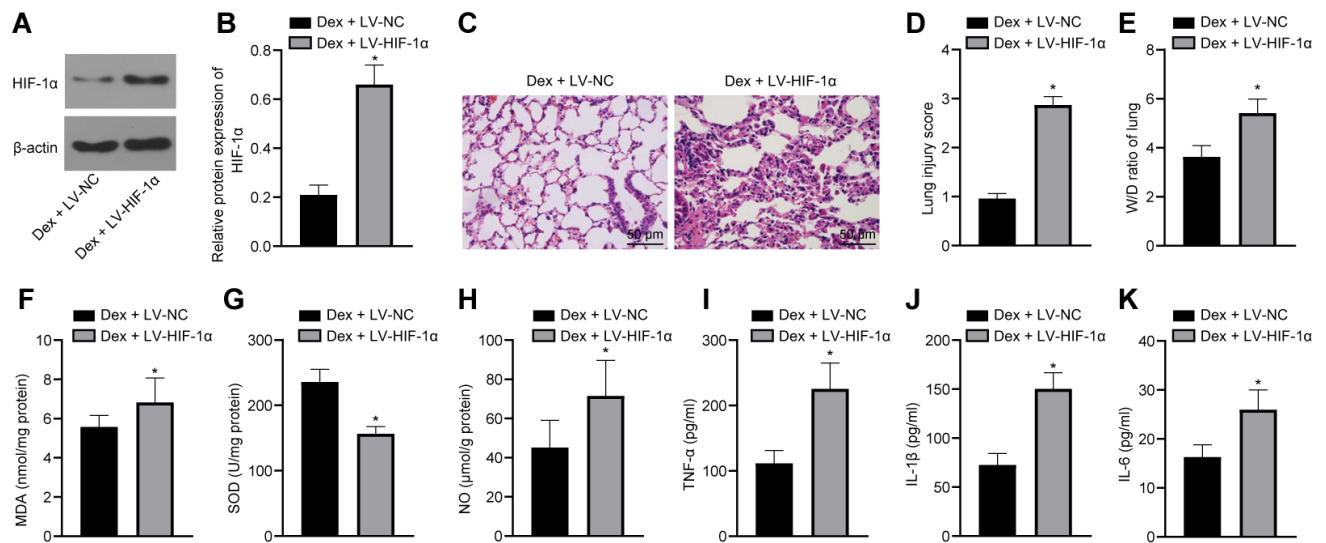 A
HIF-1α
β-actin
Dex + LV-NC
Dex + LV-HIF-1α
B
Dex + LV-NC
Dex + LV-HIF-1α
Relative protein expression of
HIF-1α
0.8
0.6
0.4
0.2
0.0
*
C
Dex + LV-NC
Dex + LV-HIF-1α
50 μm
50 μm
D
Dex + LV-NC
Dex + LV-HIF-1α
Lung injury score
4
3
2
1
0
*
E
Dex + LV-NC
Dex + LV-HIF-1α
W/D ratio of lung
8
6
4
2
0
*
F
Dex + LV-NC
Dex + LV-HIF-1α
MDA (nmol/mg protein)
10
8
6
4
2
0
*
G
Dex + LV-NC
Dex + LV-HIF-1α
SOD (U/mg protein)
300
200
100
0
*
H
Dex + LV-NC
Dex + LV-HIF-1α
NO (μmol/g protein)
150
100
50
0
*
I
Dex + LV-NC
Dex + LV-HIF-1α
TNF-α (pg/ml)
300
200
100
0
*
J
Dex + LV-NC
Dex + LV-HIF-1α
IL-1β (pg/ml)
200
150
100
50
0
*
K
Dex + LV-NC
Dex + LV-HIF-1α
IL-6 (pg/ml)
40
30
20
10
0
*